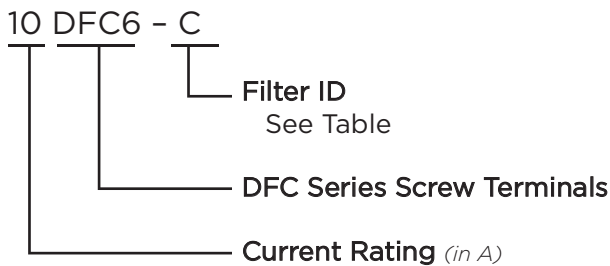 10 DFC6 – C
Filter ID
See Table
DFC Series Screw Terminals
Current Rating (in A)